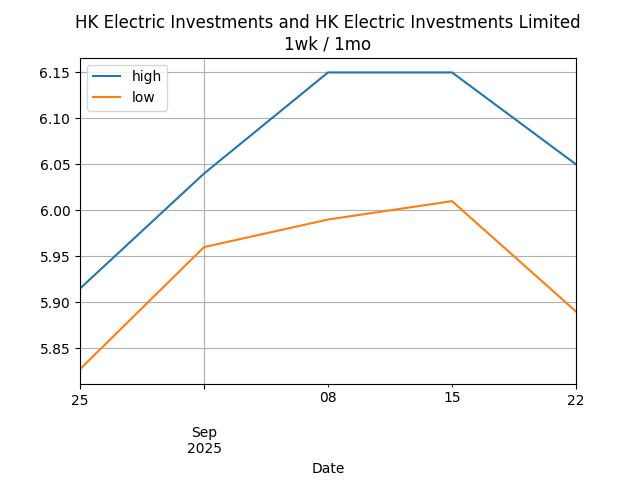 HK Electric Investments and HK Electric Investments Limited
1wk / 1mo
high
low
6.15
6.10
6.05
6.00
5.95
5.90
5.85
25
08
15
22
Sep
2025
Date